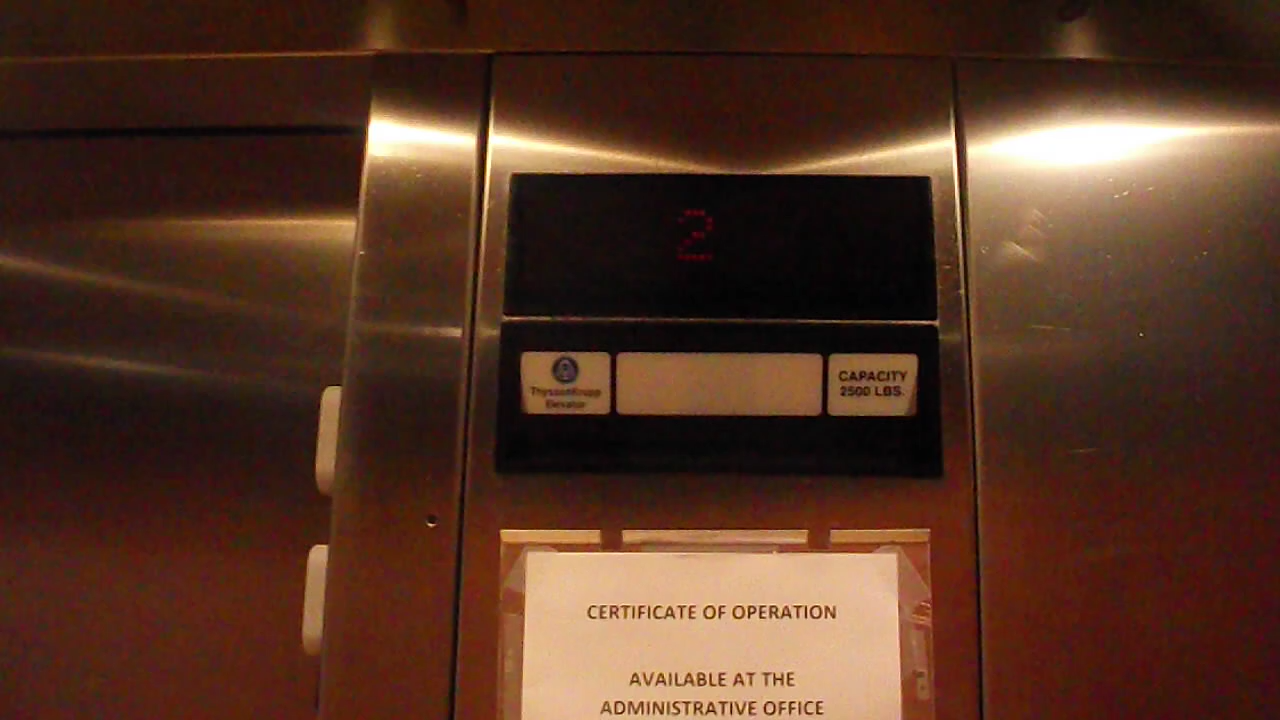 2
ThyssenKrupp
Elevator
CAPACITY
2500 LBS.
CERTIFICATE OF OPERATION
AVAILABLE AT THE
ADMINISTRATIVE OFFICE